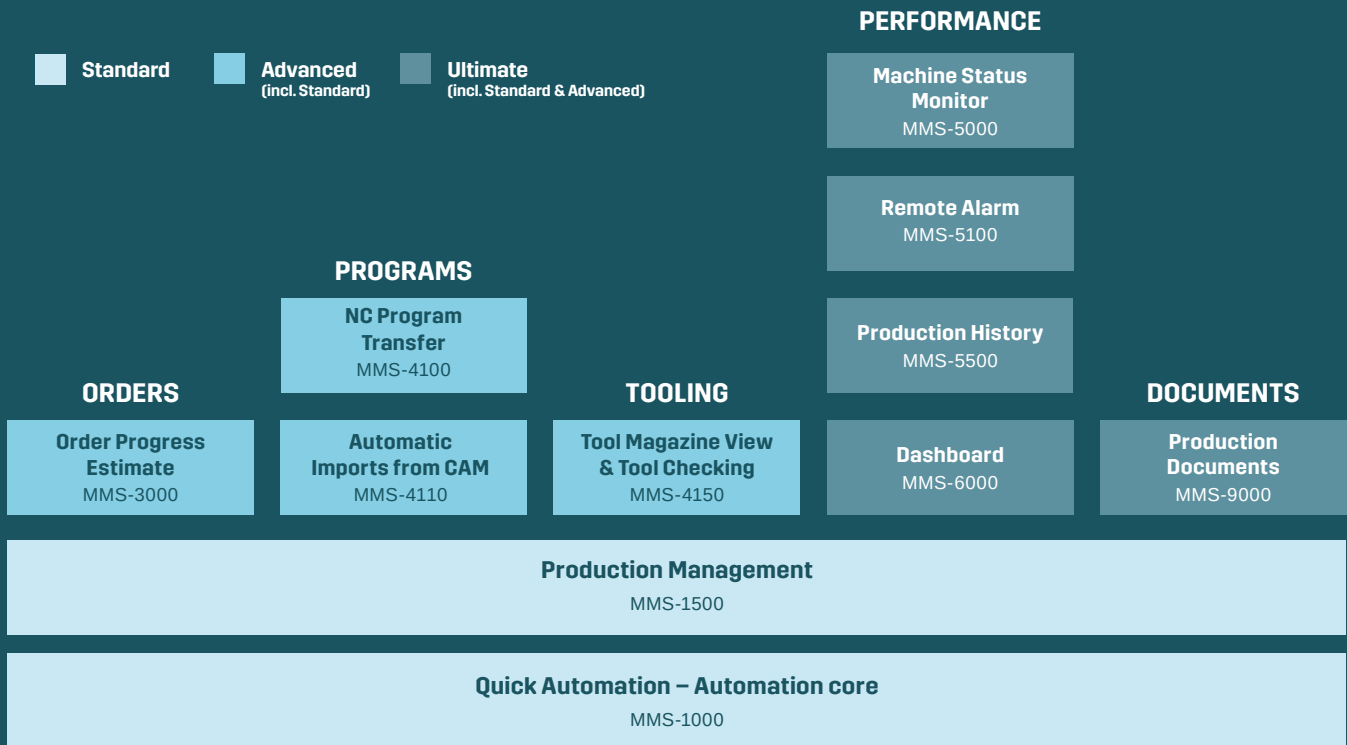 PERFORMANCE
Standard
Advanced
(incl. Standard)
Ultimate
(incl. Standard & Advanced)
Machine Status
Monitor
MMS-5000
Remote Alarm
MMS-5100
PROGRAMS
NC Program
Transfer
MMS-4100
Production History
MMS-5500
ORDERS
TOOLING
DOCUMENTS
Order Progress
Estimate
MMS-3000
Automatic
Imports from CAM
MMS-4110
Tool Magazine View
& Tool Checking
MMS-4150
Dashboard
MMS-6000
Production
Documents
MMS-9000
Production Management
MMS-1500
Quick Automation – Automation core
MMS-1000